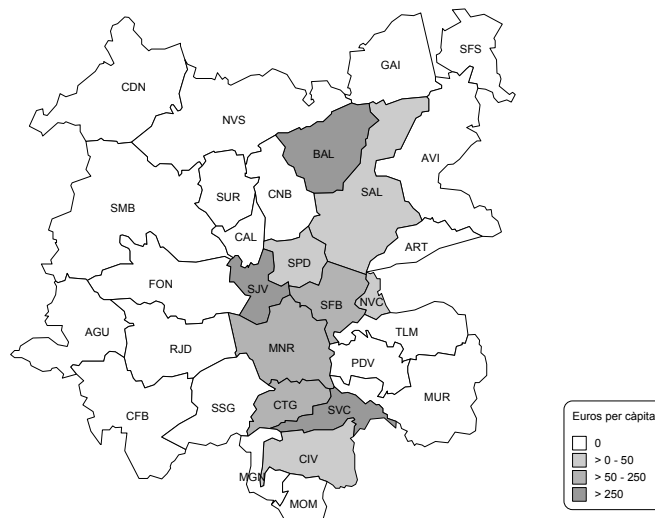 SFS
GAI
CDN
NVS
BAL
AVI
SAL
SUR
CNB
SMB
CAL
ART
SPD
FON
SJV
SFB
NVC
AGU
TLM
RJD
MNR
PDV
MUR
CFB
SSG
CTG
SVC
CIV
MGN
MOM
Euros per càpita
0
> 0 - 50
> 50 - 250
> 250